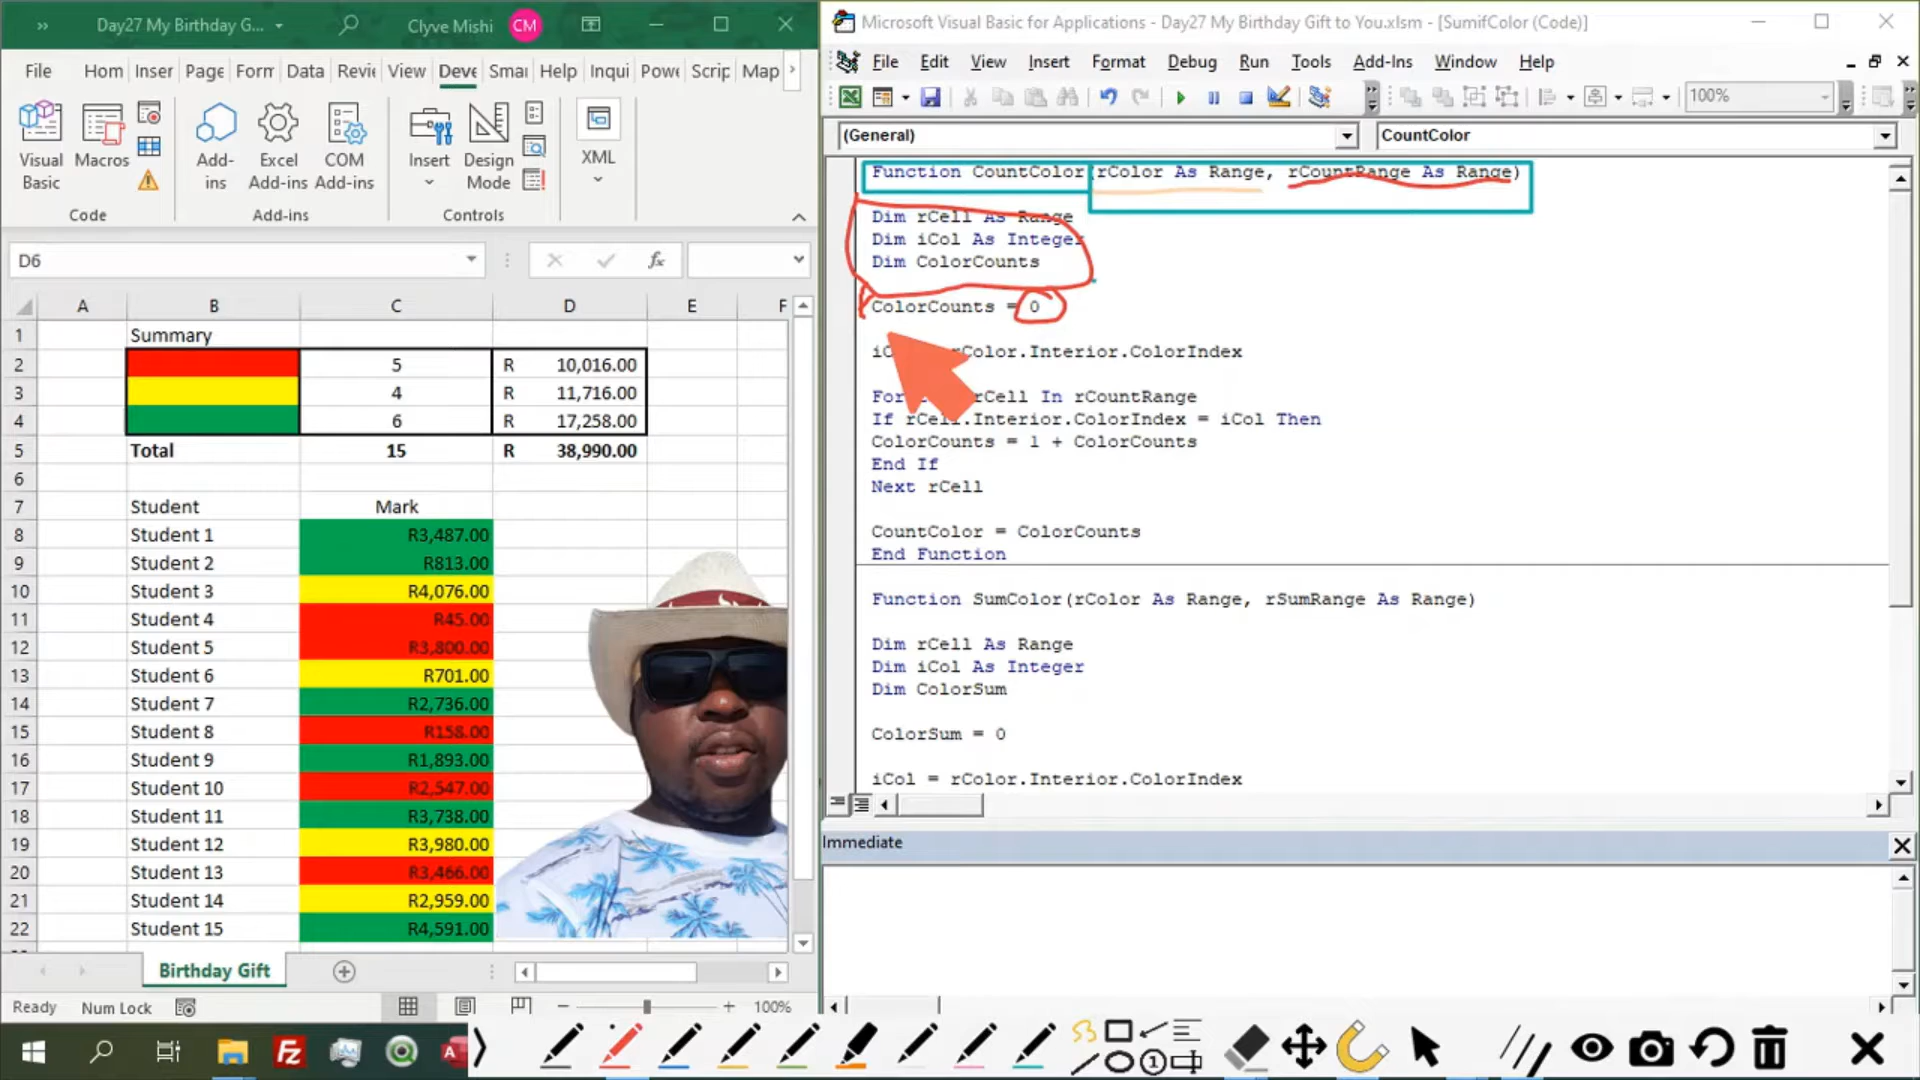 Day27 My Birthday G...
Clyve Mishi
CM
File
Hom
Inser
Page
Form
Data
Revie
View
Deve
Smar
Help
Inqui
Powe
Scrip
Map
Visual Basic
Macros
Add-ins
Excel Add-ins
COM Add-ins
Insert
Design Mode
XML
Code
Add-ins
Controls
D6
fx
A B C D E F
1 Summary
2 5 R 10,016.00
3 4 R 11,716.00
4 6 R 17,258.00
5 Total 15 R 38,990.00
6
7 Student Mark
8 Student 1 R3,487.00
9 Student 2 R813.00
10 Student 3 R4,076.00
11 Student 4 R45.00
12 Student 5 R3,800.00
13 Student 6 R701.00
14 Student 7 R2,736.00
15 Student 8 R158.00
16 Student 9 R1,893.00
17 Student 10 R2,547.00
18 Student 11 R3,738.00
19 Student 12 R3,980.00
20 Student 13 R3,466.00
21 Student 14 R2,959.00
22 Student 15 R4,591.00
Birthday Gift
Ready
Num Lock
100%
Microsoft Visual Basic for Applications - Day27 My Birthday Gift to You.xlsm - [SumifColor (Code)]
File Edit View Insert Format Debug Run Tools Add-Ins Window Help
100%
(General)
CountColor
Function CountColor(rColor As Range, rCountRange As Range)
Dim rCell As Range
Dim iCol As Integer
Dim ColorCounts
ColorCounts = 0
rColor.Interior.ColorIndex
For rCell In rCountRange
If rCell.Interior.ColorIndex = iCol Then
ColorCounts = 1 + ColorCounts
End If
Next rCell
CountColor = ColorCounts
End Function
Function SumColor(rColor As Range, rSumRange As Range)
Dim rCell As Range
Dim iCol As Integer
Dim ColorSum
ColorSum = 0
iCol = rColor.Interior.ColorIndex
Immediate